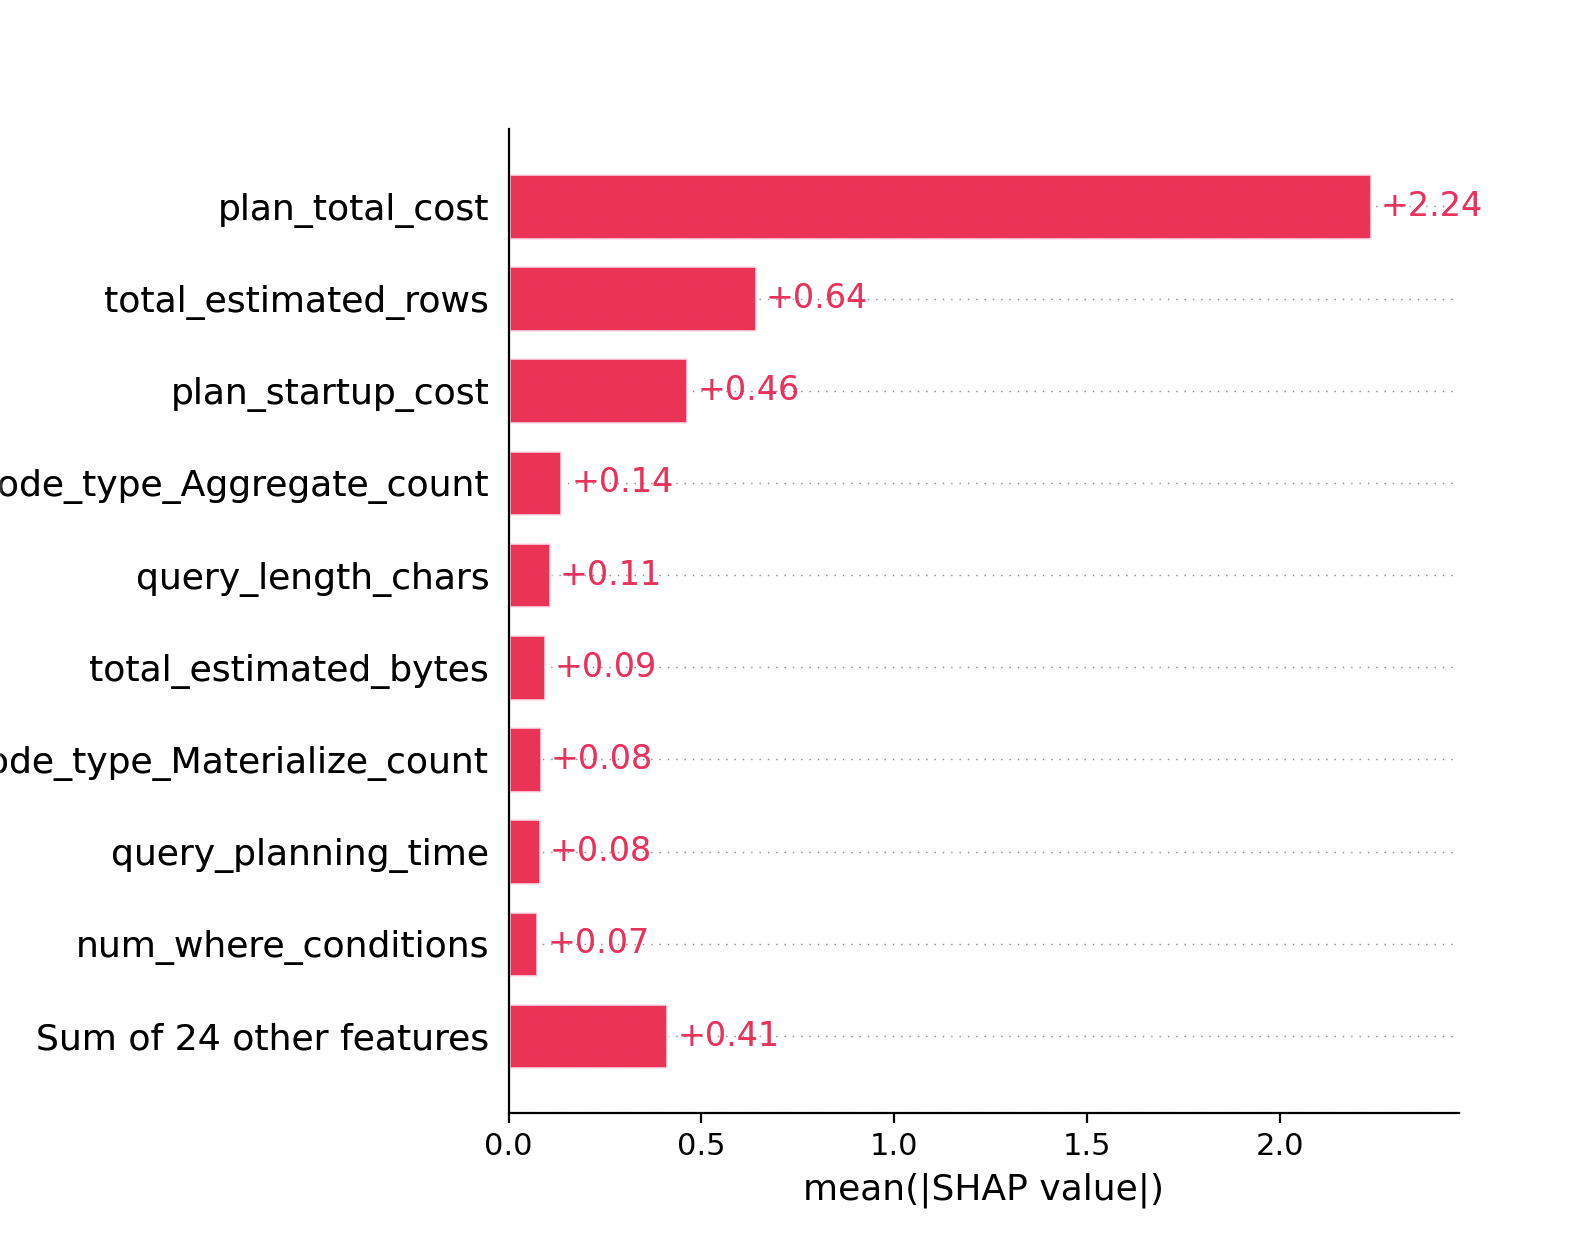 plan_total_cost +2.24
total_estimated_rows +0.64
plan_startup_cost +0.46
ode_type_Aggregate_count +0.14
query_length_chars +0.11
total_estimated_bytes +0.09
ode_type_Materialize_count +0.08
query_planning_time +0.08
num_where_conditions +0.07
Sum of 24 other features +0.41
0.0 0.5 1.0 1.5 2.0
mean(|SHAP value|)